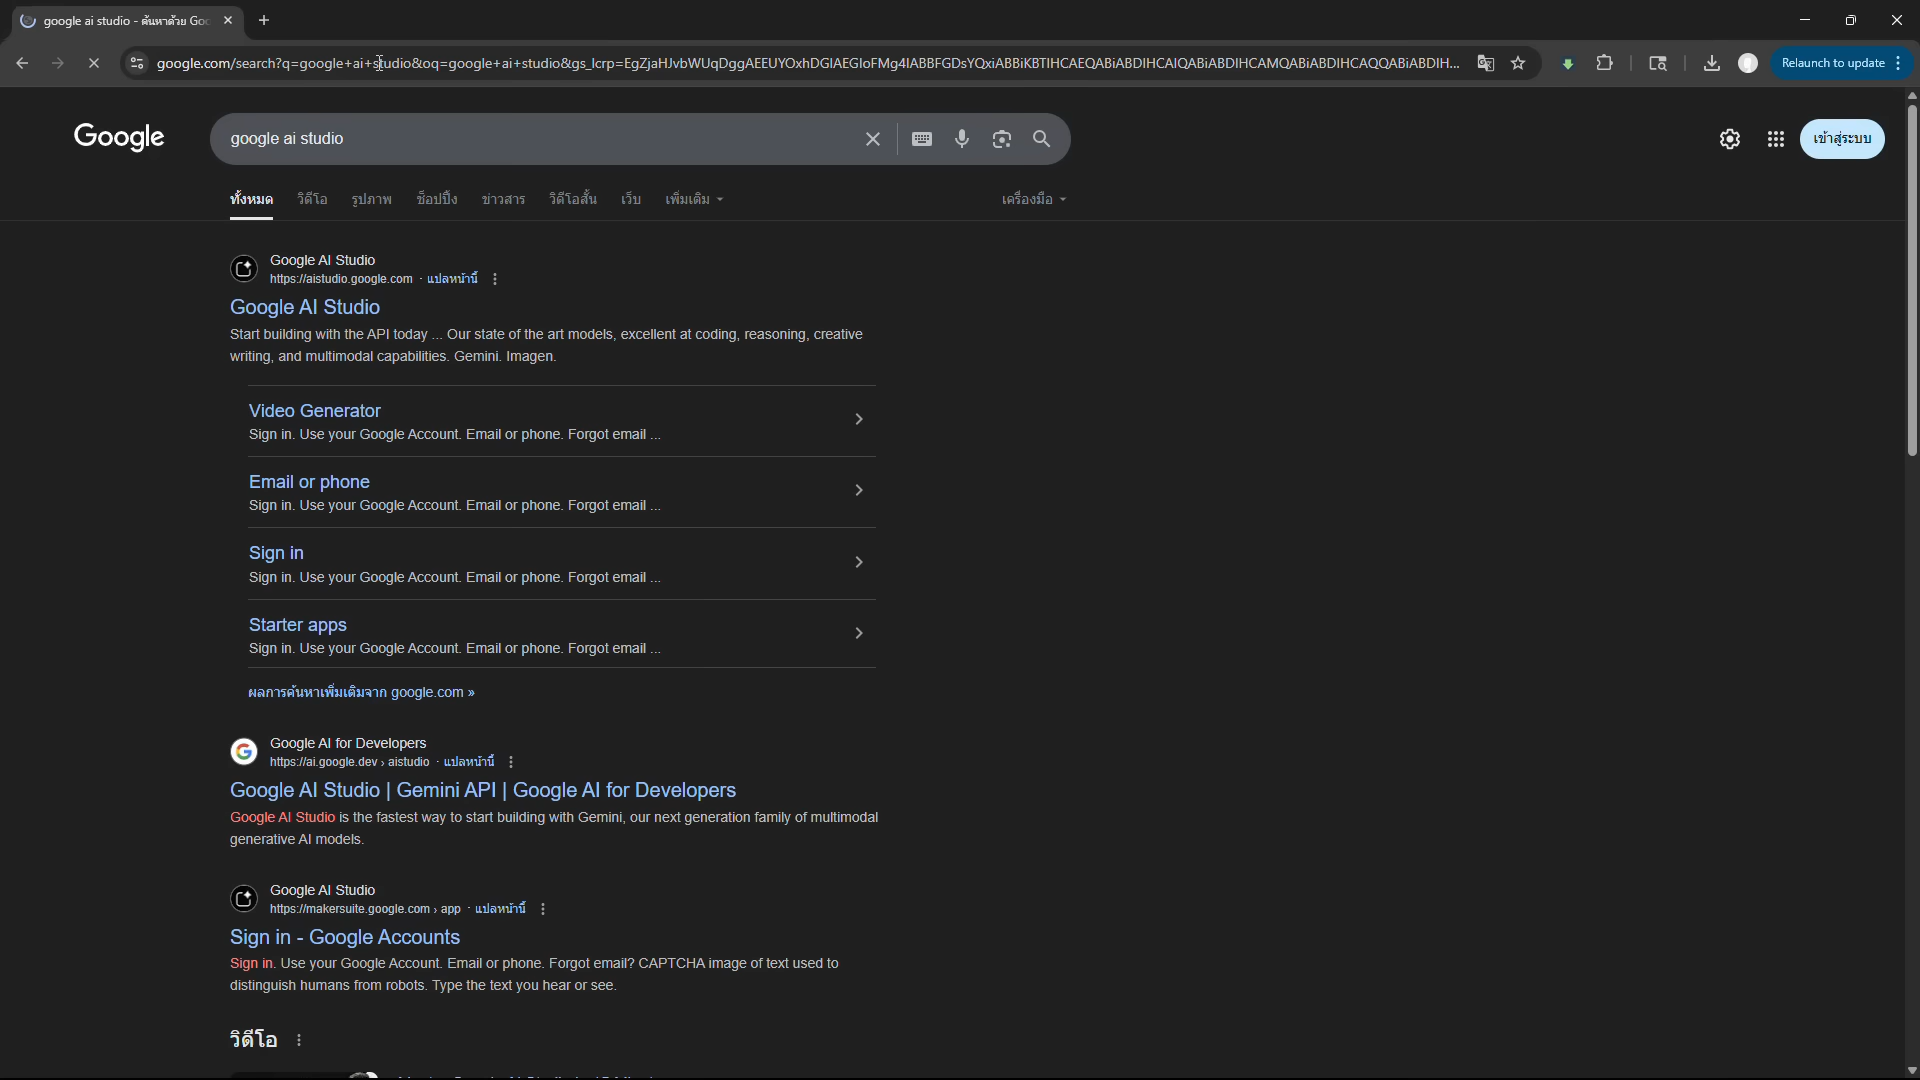 google ai studio - ค้นหาด้วย Goo
google.com/search?q=google+ai+studio&oq=google+ai+studio&gs_lcrp=EgZjaHJvbWUqDggAEEUYOxhDGIAEGIoFMg4IABBFGDsYQxiABBiKBTIHCAEQABiABDIHCAIQABiABDIHCAMQABiABDIHCAQQABiABDIH...
Relaunch to update
Google
google ai studio
เข้าสู่ระบบ
ทั้งหมด วิดีโอ รูปภาพ ช็อปปิ้ง ข่าวสาร วิดีโอสั้น เว็บ เพิ่มเติม เครื่องมือ
Google AI Studio
https://aistudio.google.com · แปลหน้านี้
Google AI Studio
Start building with the API today ... Our state of the art models, excellent at coding, reasoning, creative
writing, and multimodal capabilities. Gemini. Imagen.
Video Generator
Sign in. Use your Google Account. Email or phone. Forgot email ...
Email or phone
Sign in. Use your Google Account. Email or phone. Forgot email ...
Sign in
Sign in. Use your Google Account. Email or phone. Forgot email ...
Starter apps
Sign in. Use your Google Account. Email or phone. Forgot email ...
ผลการค้นหาเพิ่มเติมจาก google.com »
Google AI for Developers
https://ai.google.dev › aistudio · แปลหน้านี้
Google AI Studio | Gemini API | Google AI for Developers
Google AI Studio is the fastest way to start building with Gemini, our next generation family of multimodal
generative AI models.
Google AI Studio
https://makersuite.google.com › app · แปลหน้านี้
Sign in - Google Accounts
Sign in. Use your Google Account. Email or phone. Forgot email? CAPTCHA image of text used to
distinguish humans from robots. Type the text you hear or see.
วิดีโอ